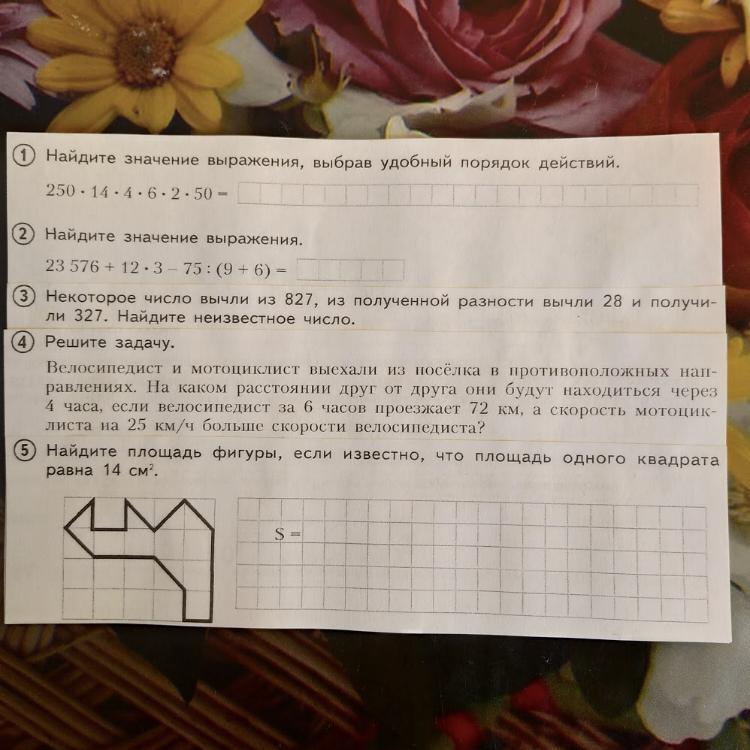 1 Найдите значение выражения, выбрав удобный порядок действий.
250 · 14 · 4 · 6 · 2 · 50 =
2 Найдите значение выражения.
23 576 + 12 · 3 – 75 : (9 + 6) =
3 Некоторое число вычли из 827, из полученной разности вычли 28 и получи-
ли 327. Найдите неизвестное число.
4 Решите задачу.
Велосипедист и мотоциклист выехали из посёлка в противоположных нап-
равлениях. На каком расстоянии друг от друга они будут находиться через
4 часа, если велосипедист за 6 часов проезжает 72 км, а скорость мотоцик-
листа на 25 км/ч больше скорости велосипедиста?
5 Найдите площадь фигуры, если известно, что площадь одного квадрата
равна 14 см².
S =